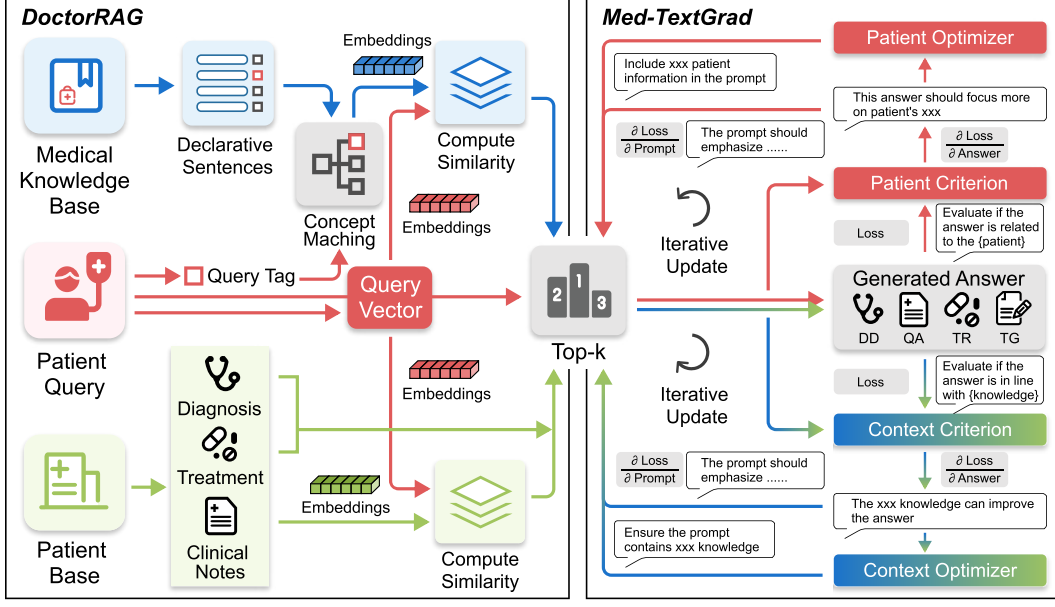 DoctorRAG
Medical
Knowledge
Base
Declarative
Sentences
Embeddings
Concept
Maching
Compute
Similarity
Embeddings
Patient
Query
Query Tag
Query
Vector
Top-k
Embeddings
Patient
Base
Diagnosis
Treatment
Clinical
Notes
Embeddings
Compute
Similarity
2
1
3
Med-TextGrad
Patient Optimizer
Include xxx patient
information in the prompt
This answer should focus more
on patient's xxx
∂ Loss
∂ Prompt
The prompt should
emphasize ......
∂ Loss
∂ Answer
Patient Criterion
Iterative
Update
Loss
Evaluate if the
answer is related
to the {patient}
Generated Answer
DD
QA
TR
TG
Iterative
Update
Loss
Evaluate if the
answer is in line
with {knowledge}
Context Criterion
∂ Loss
∂ Prompt
The prompt should
emphasize ......
∂ Loss
∂ Answer
The xxx knowledge can improve
the answer
Ensure the prompt
contains xxx knowledge
Context Optimizer